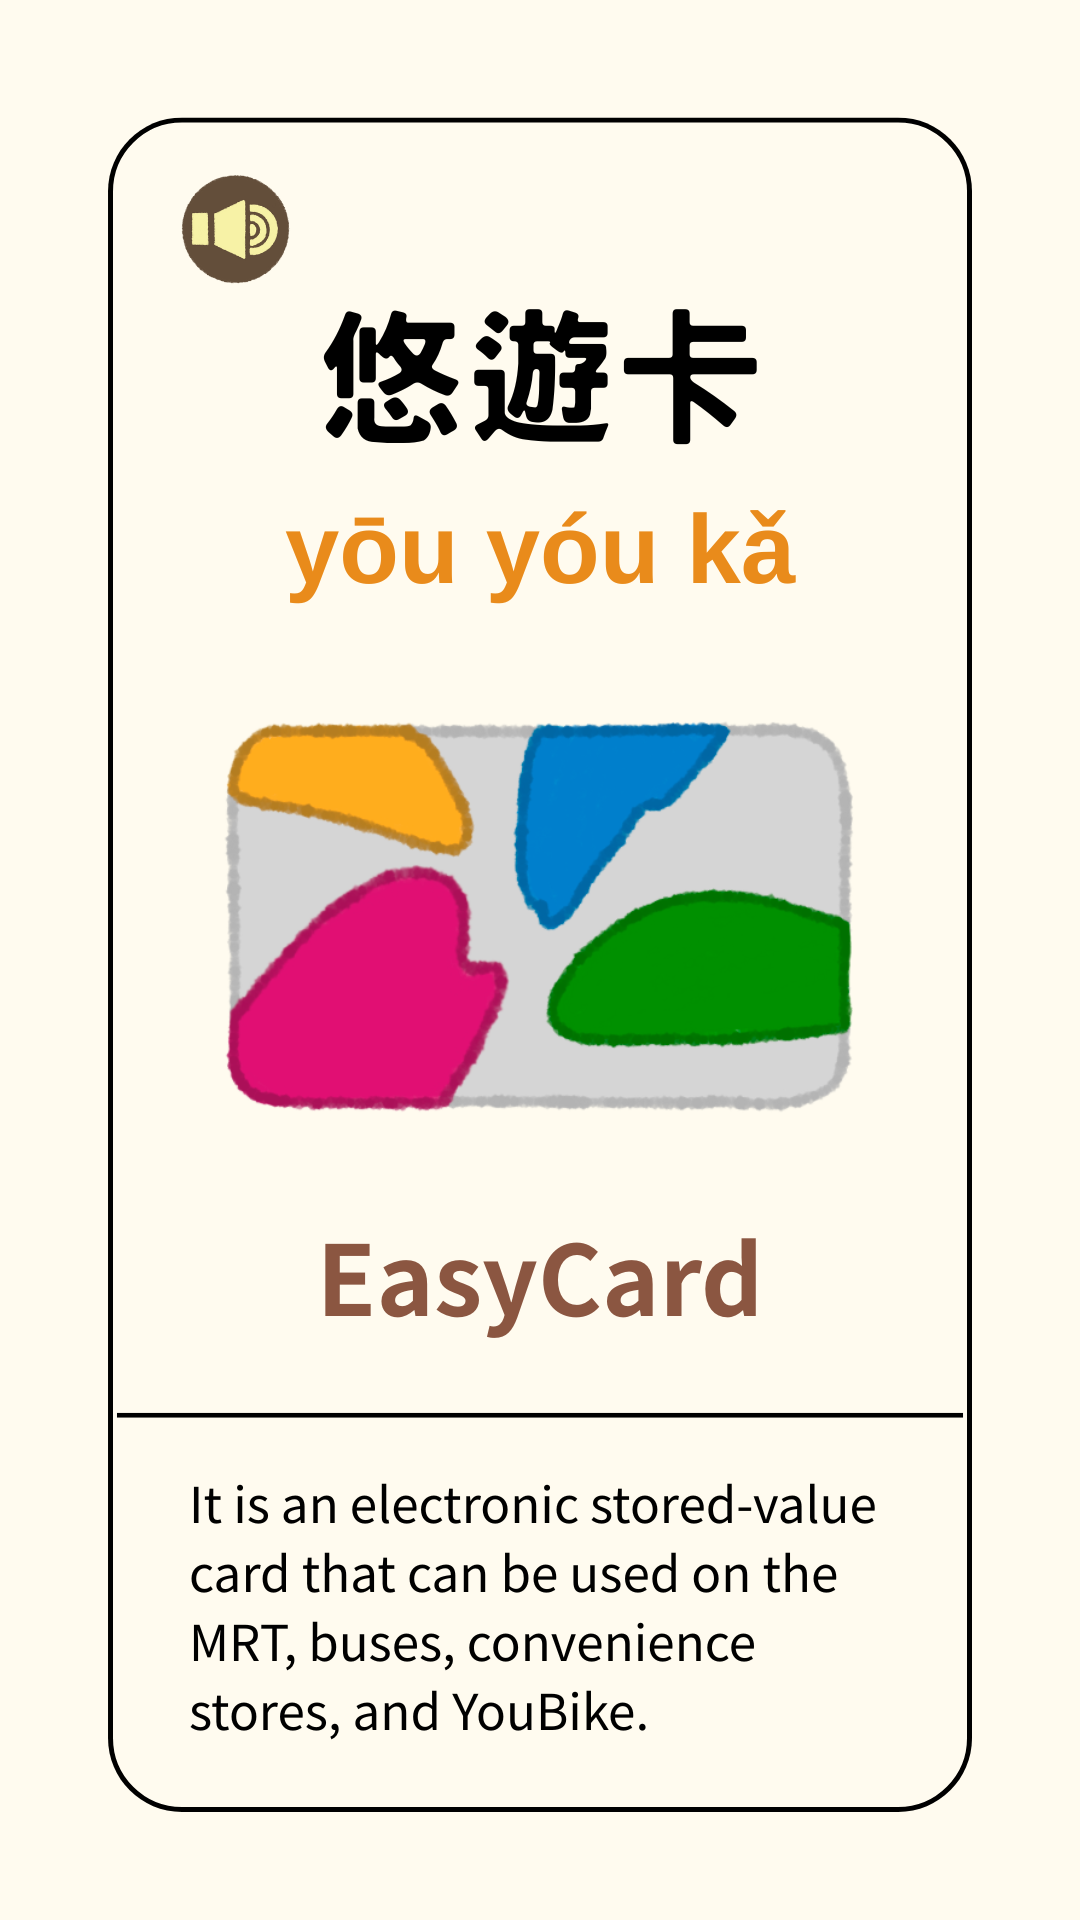 悠遊卡
yōu yóu kǎ
EasyCard
It is an electronic stored-value
card that can be used on the
MRT, buses, convenience
stores, and YouBike.